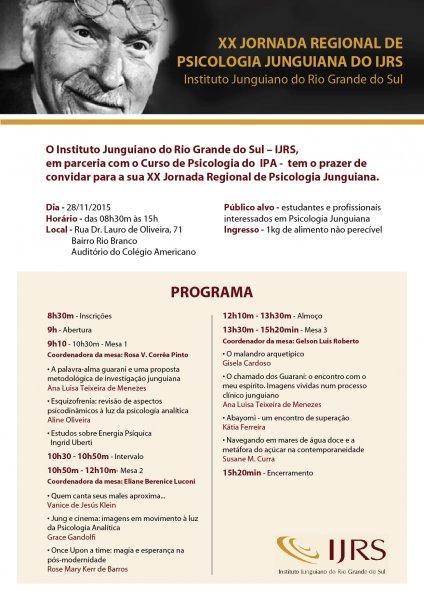 XX JORNADA REGIONAL DE
PSICOLOGIA JUNGUIANA DO IJRS
Instituto Junguiano do Rio Grande do Sul
O Instituto Junguiano do Rio Grande do Sul – IJRS,
em parceria com o Curso de Psicologia do IPA - tem o prazer de
convidar para a sua XX Jornada Regional de Psicologia Junguiana.
Dia - 28/11/2015
Horário - das 08h30m às 15h
Local - Rua Dr. Lauro de Oliveira, 71
Bairro Rio Branco
Auditório do Colégio Americano
Público alvo - estudantes e profissionais
interessados em Psicologia Junguiana
Ingresso - 1kg de alimento não perecível
PROGRAMA
8h30m - Inscrições
9h - Abertura
9h10 - 10h30m - Mesa 1
Coordenadora da mesa: Rosa V. Corrêa Pinto
• A palavra-alma guarani e uma proposta
metodológica de investigação junguiana
Ana Luisa Teixeira de Menezes
• Esquizofrenia: revisão de aspectos
psicodinâmicos à luz da psicologia analítica
Aline Oliveira
• Estudos sobre Energia Psíquica
Ingrid Uberti
10h30 - 10h50m - Intervalo
10h50m - 12h10m- Mesa 2
Coordenadora da mesa: Eliane Berenice Luconi
• Quem canta seus males aproxima...
Vanice de Jesús Klein
• Jung e cinema: imagens em movimento à luz
da Psicologia Analítica
Grace Gandolfi
• Once Upon a time: magia e esperança na
pós-modernidade
Rose Mary Kerr de Barros
12h10m - 13h30m - Almoço
13h30m - 15h20min - Mesa 3
Coordenador da mesa: Gelson Luis Roberto
• O malandro arquetípico
Gisela Cardoso
• O chamado dos Guarani: o encontro com o
meu espírito. Imagens vividas num processo
clínico junguiano
Ana Luisa Teixeira de Menezes
• Abayomi - um encontro de superação
Kátia Ferreira
• Navegando em mares de água doce e a
metáfora do açúcar na contemporaneidade
Susane M. Curra
15h20min - Encerramento
IJRS
Instituto Junguiano do Rio Grande do Sul